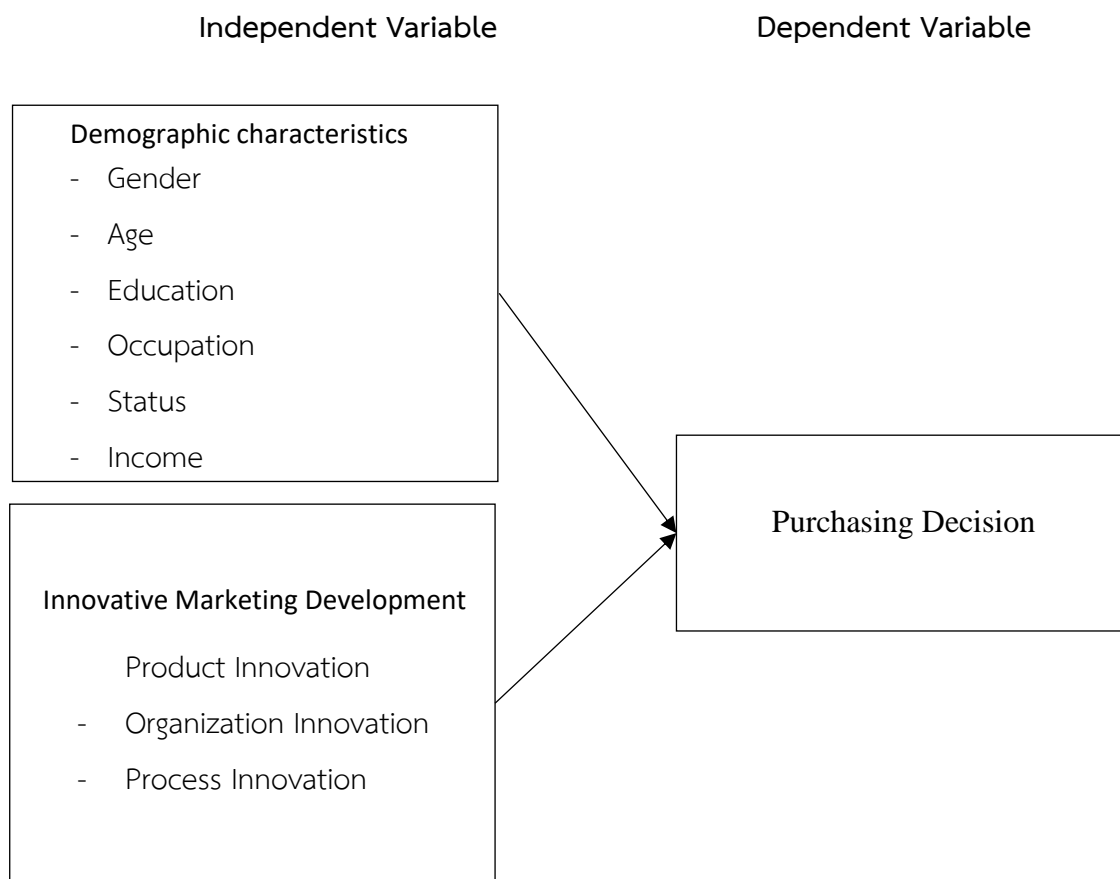 Independent Variable
Dependent Variable
Demographic characteristics
- Gender
- Age
- Education
- Occupation
- Status
- Income
Innovative Marketing Development
Product Innovation
- Organization Innovation
- Process Innovation
Purchasing Decision